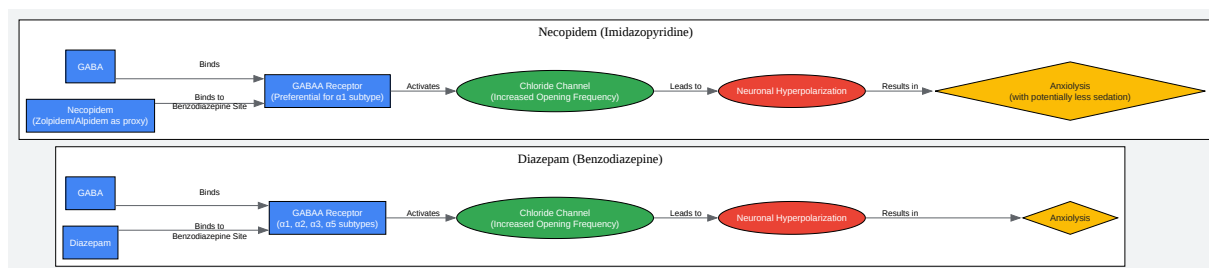 Necopidem (Imidazopyridine)
GABA
Binds
Necopidem
(Zolpidem/Alpidem as proxy)
Binds to
Benzodiazepine Site
GABAA Receptor
(Preferential for α1 subtype)
Activates
Chloride Channel
(Increased Opening Frequency)
Leads to
Neuronal Hyperpolarization
Results in
Anxiolysis
(with potentially less sedation)
Diazepam (Benzodiazepine)
GABA
Binds
Diazepam
Binds to
Benzodiazepine Site
GABAA Receptor
(α1, α2, α3, α5 subtypes)
Activates
Chloride Channel
(Increased Opening Frequency)
Leads to
Neuronal Hyperpolarization
Results in
Anxiolysis